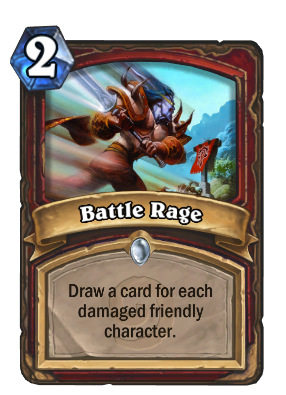 2
Battle Rage
Draw a card for each
damaged friendly
character.